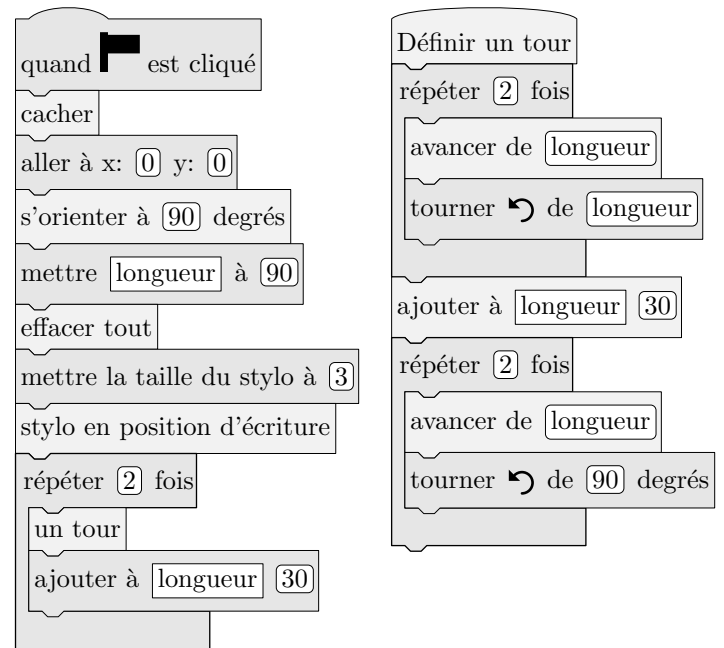 quand est cliqué
cacher
aller à x: 0 y: 0
s'orienter à 90 degrés
mettre longueur à 90
effacer tout
mettre la taille du stylo à 3
stylo en position d'écriture
répéter 2 fois
un tour
ajouter à longueur 30
Définir un tour
répéter 2 fois
avancer de longueur
tourner de longueur
ajouter à longueur 30
répéter 2 fois
avancer de longueur
tourner de 90 degrés